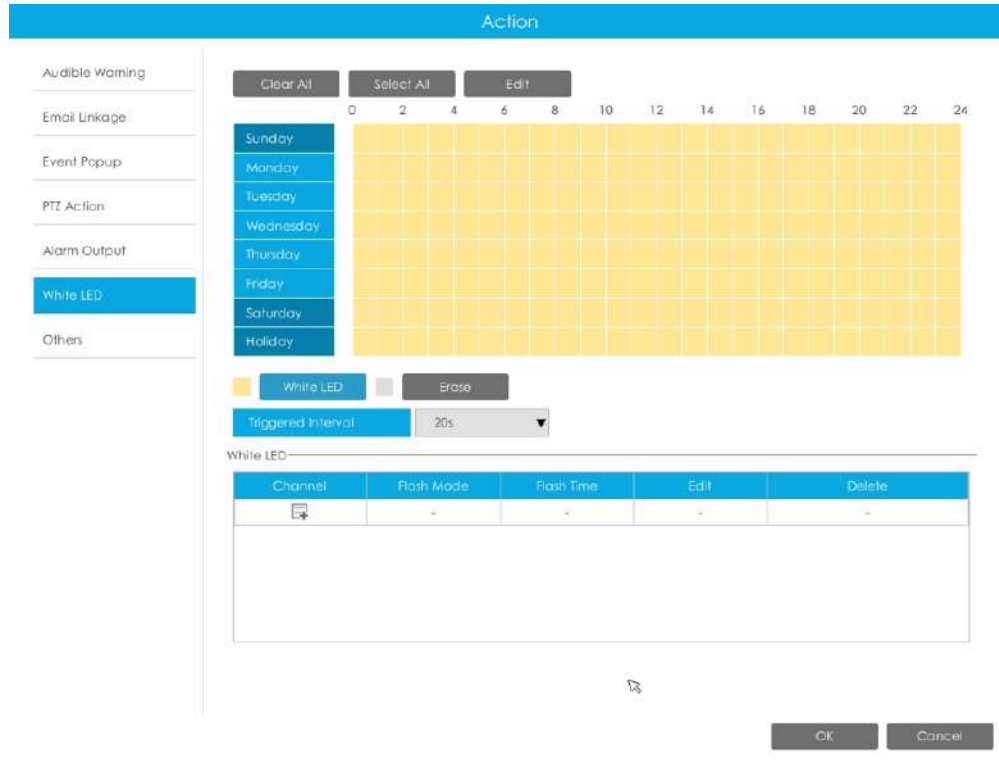 Action
Audible Warning
Email Linkage
Event Popup
PTZ Action
Alarm Output
White LED
Others
Clear All Select All Edit
0 2 4 6 8 10 12 14 16 18 20 22 24
Sunday
Monday
Tuesday
Wednesday
Thursday
Friday
Saturday
Holiday
White LED Erase
Triggered Interval 20s
White LED
Channel Flash Mode Flash Time Edit Delete
- - - -
OK Cancel